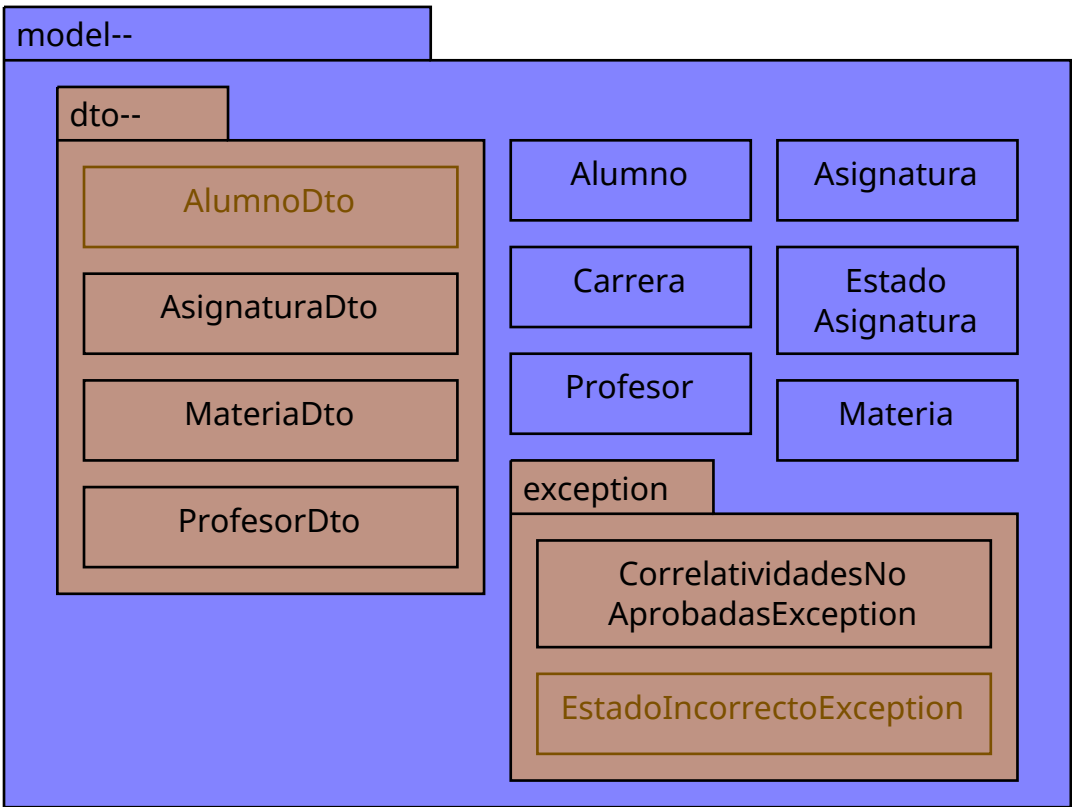 model--
dto--
AlumnoDto
AsignaturaDto
MateriaDto
ProfesorDto
Alumno
Asignatura
Carrera
Estado
Asignatura
Profesor
Materia
exception
CorrelatividadesNo
AprobadasException
EstadoIncorrectoException